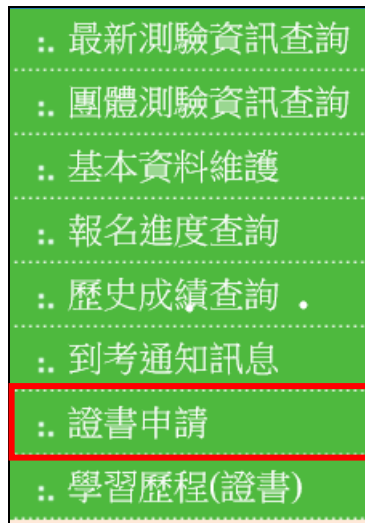 :. 最新測驗資訊查詢
:. 團體測驗資訊查詢
:. 基本資料維護
:. 報名進度查詢
:. 歷史成績查詢
:. 到考通知訊息
:. 證書申請
:. 學習歷程(證書)